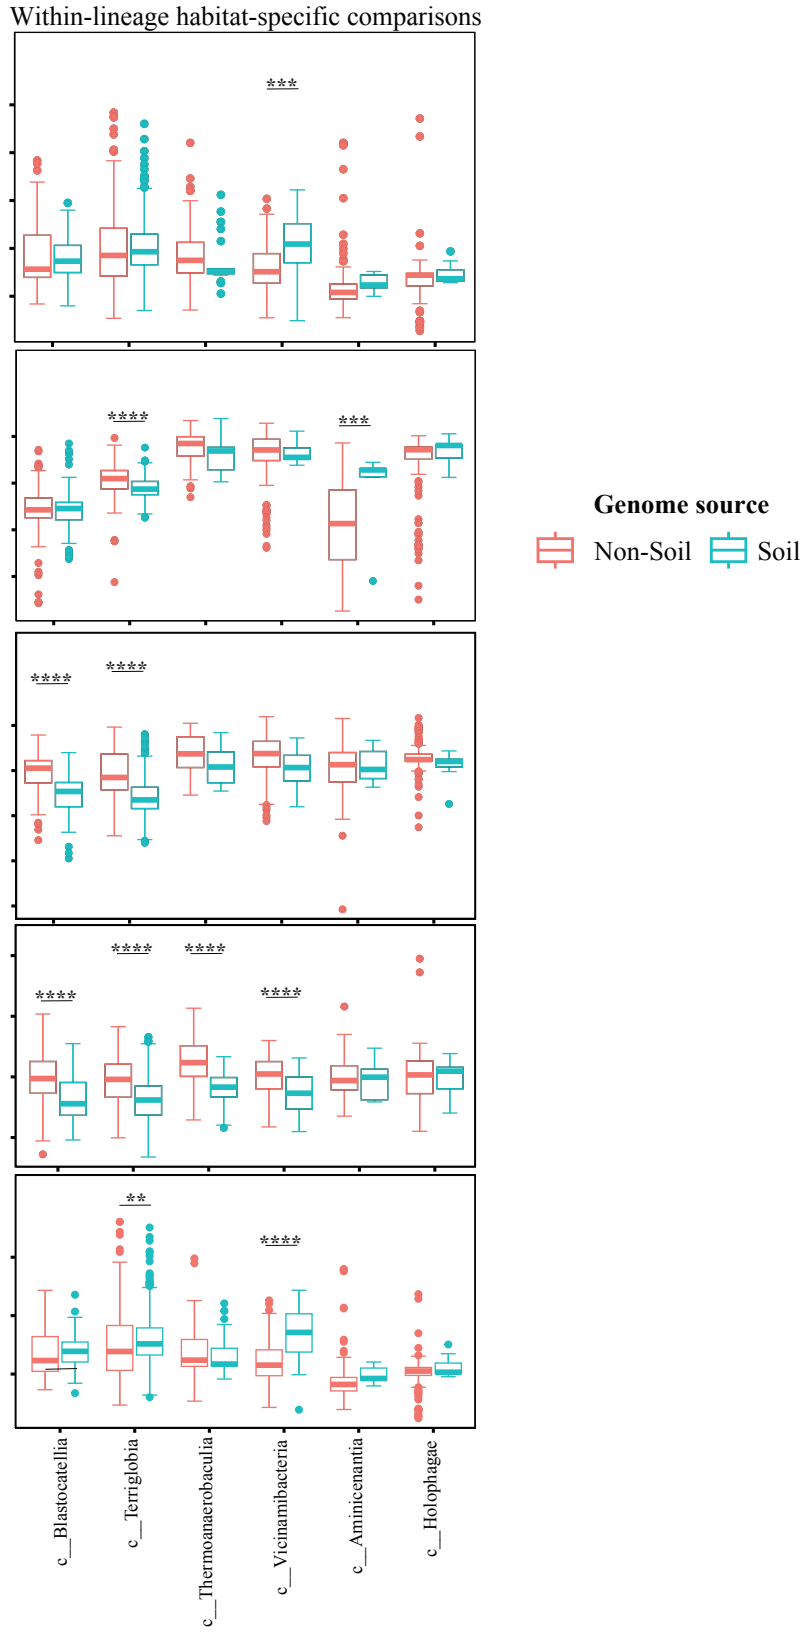 Within-lineage habitat-specific comparisons
***
****
***
Genome source
Non-Soil
Soil
****
****
****
****
****
****
**
****
c__Blastocatellia
c__Terriglobia
c__Thermoanaerobaculia
c__Vicinamibacteria
c__Aminicenantia
c__Holophagae